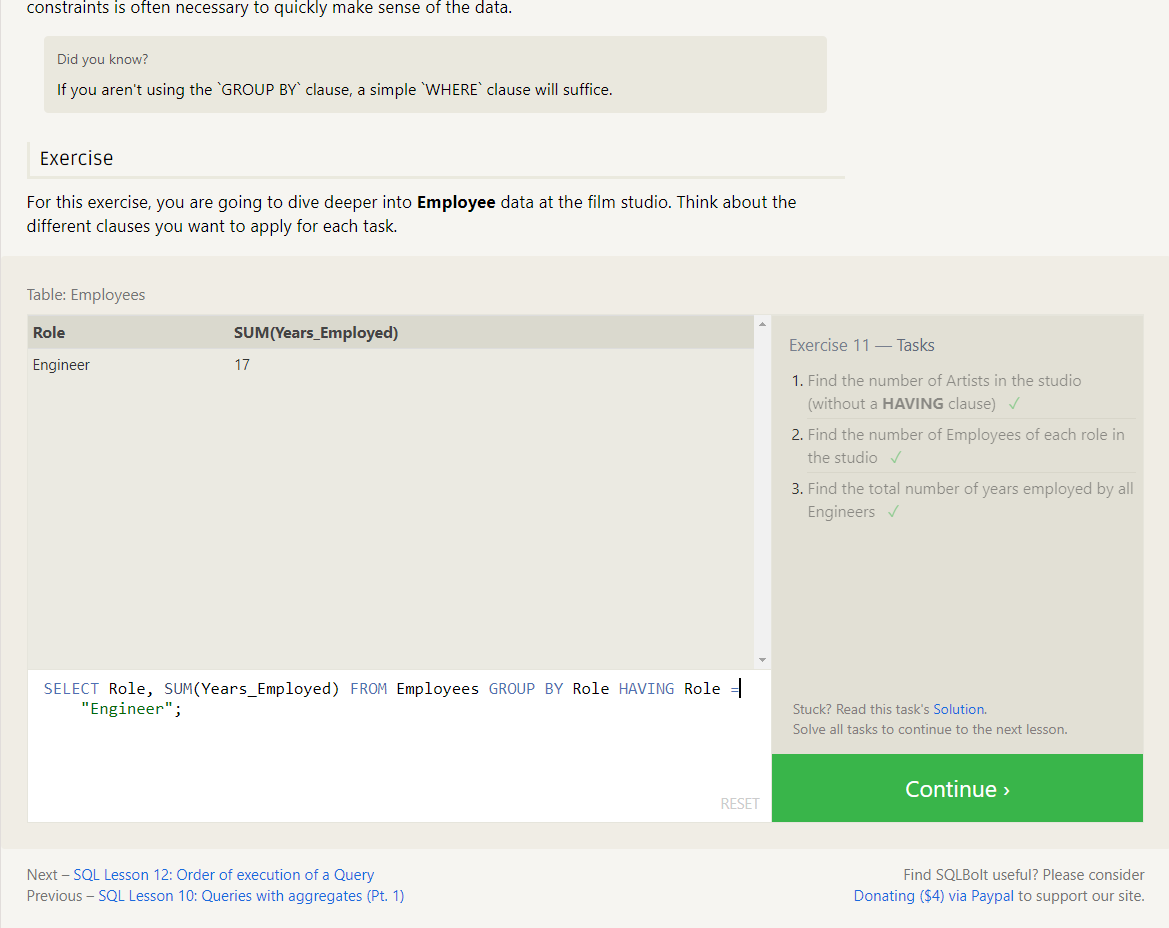 constraints is often necessary to quickly make sense of the data.
Did you know?
If you aren't using the `GROUP BY` clause, a simple `WHERE` clause will suffice.
Exercise
For this exercise, you are going to dive deeper into Employee data at the film studio. Think about the
different clauses you want to apply for each task.
Table: Employees
Role SUM(Years_Employed)
Engineer 17
SELECT Role, SUM(Years_Employed) FROM Employees GROUP BY Role HAVING Role =
"Engineer";
RESET
Exercise 11 — Tasks
1. Find the number of Artists in the studio
(without a HAVING clause) ✓
2. Find the number of Employees of each role in
the studio ✓
3. Find the total number of years employed by all
Engineers ✓
Stuck? Read this task's Solution.
Solve all tasks to continue to the next lesson.
Continue ›
Next – SQL Lesson 12: Order of execution of a Query
Previous – SQL Lesson 10: Queries with aggregates (Pt. 1)
Find SQLBolt useful? Please consider
Donating ($4) via Paypal to support our site.